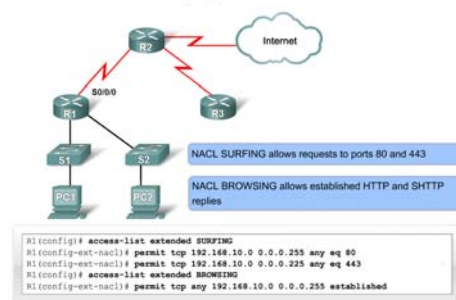 Internet
R2
S0/0/0
R1
R3
S1
S2
NACL SURFING allows requests to ports 80 and 443
PC1
PC2
NACL BROWSING allows established HTTP and SHTTP
replies
R1(config)# access-list extended SURFING
R1(config-ext-nacl)# permit tcp 192.168.10.0 0.0.0.255 any eq 80
R1(config-ext-nacl)# permit tcp 192.168.10.0 0.0.0.225 any eq 443
R1(config)# access-list extended BROWSING
R1(config-ext-nacl)# permit tcp any 192.168.10.0 0.0.0.255 established